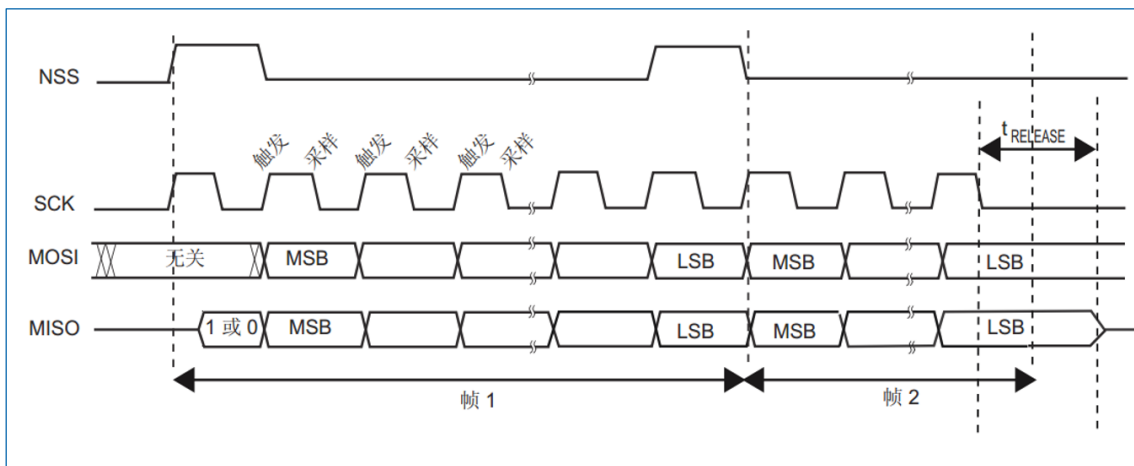 NSS
触发 采样 触发 采样 触发 采样
t RELEASE
SCK
MOSI 无关 MSB LSB MSB LSB
MISO 1 或 0 MSB LSB MSB LSB
帧 1 帧 2